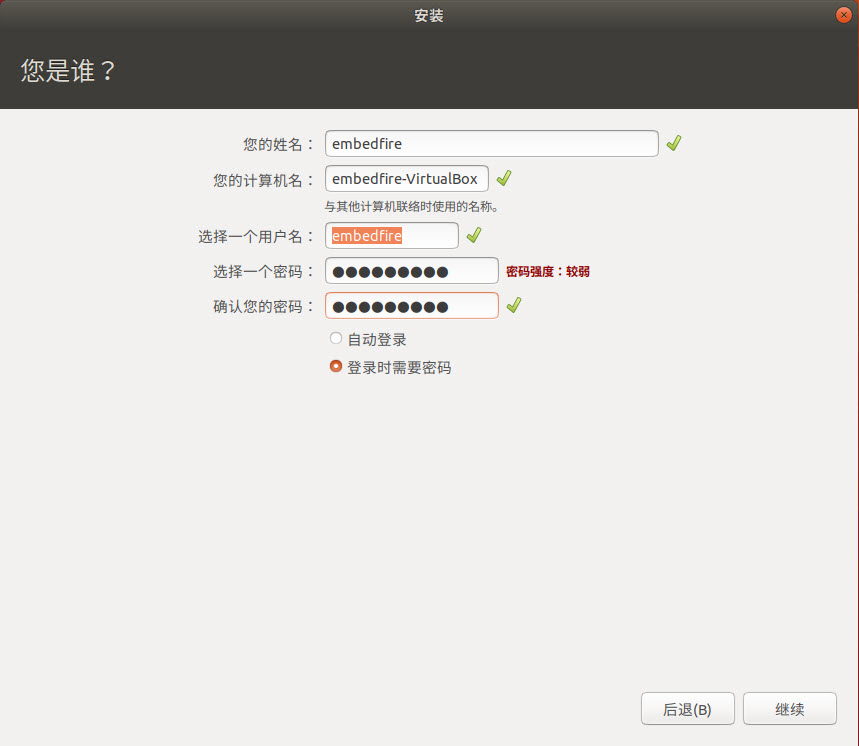 安装
您是谁？
您的姓名： embedfire
您的计算机名： embedfire-VirtualBox
与其他计算机联络时使用的名称。
选择一个用户名： embedfire
选择一个密码： ●●●●●●●●● 密码强度：较弱
确认您的密码： ●●●●●●●●●
自动登录
登录时需要密码
后退(B) 继续